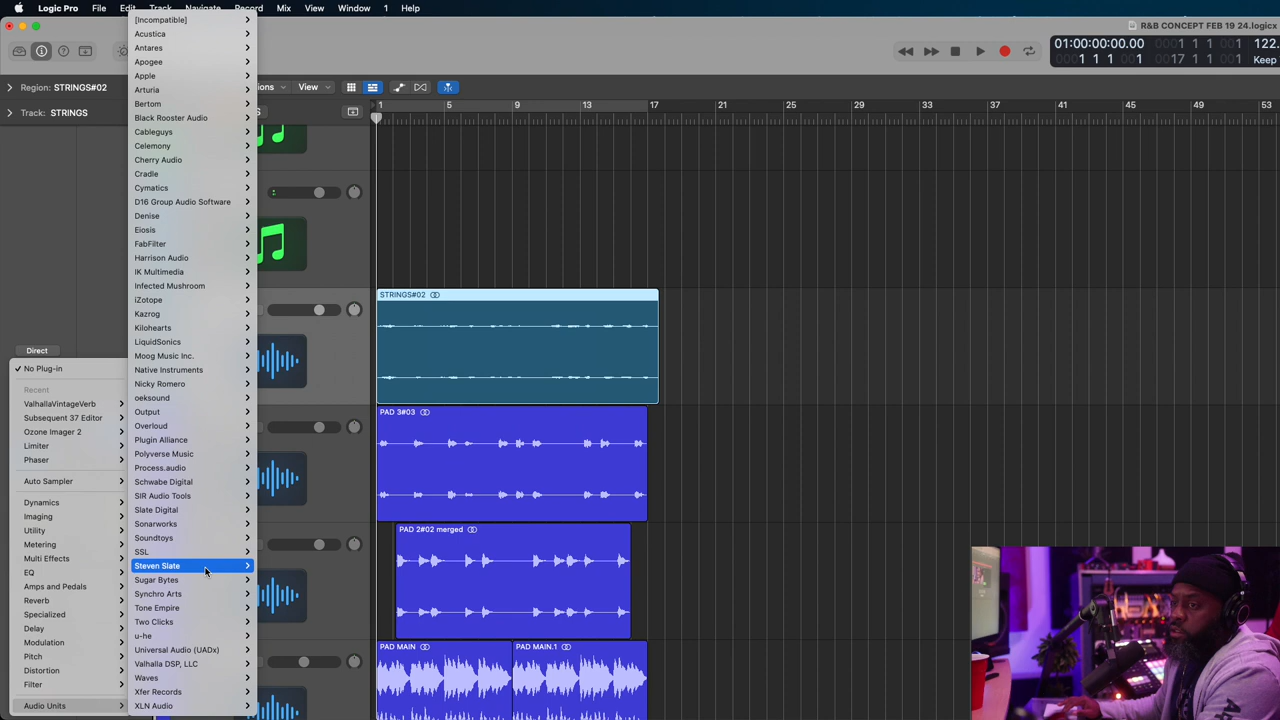 Logic Pro
File
Edit
Track
Navigate
Record
Mix
View
Window
1
Help
R&B CONCEPT FEB 19 24.logicx
01:00:00:00.00
1 1 1 001
122.
1 1 1 1
17 1 1 1
Keep
Region: STRINGS#02
View
Track: STRINGS
1 5 9 13 17 21 25 29 33 37 41 45 49 53
Direct
No Plug-in
Recent
ValhallaVintageVerb
Subsequent 37 Editor
Ozone Imager 2
Limiter
Phaser
Auto Sampler
Dynamics
Imaging
Utility
Metering
Multi Effects
EQ
Amps and Pedals
Reverb
Specialized
Delay
Modulation
Pitch
Distortion
Filter
Audio Units
[Incompatible]
Acustica
Antares
Apogee
Apple
Arturia
Bertom
Black Rooster Audio
Cableguys
Celemony
Cherry Audio
Cradle
Cymatics
D16 Group Audio Software
Denise
Eiosis
FabFilter
Harrison Audio
IK Multimedia
Infected Mushroom
iZotope
Kazrog
Kilohearts
LiquidSonics
Moog Music Inc.
Native Instruments
Nicky Romero
oeksound
Output
Overloud
Plugin Alliance
Polyverse Music
Process.audio
Schwabe Digital
SIR Audio Tools
Slate Digital
Sonarworks
Soundtoys
SSL
Steven Slate
Sugar Bytes
Synchro Arts
Tone Empire
Two Clicks
u-he
Universal Audio (UADx)
Valhalla DSP, LLC
Waves
Xfer Records
XLN Audio
STRINGS#02
PAD 3#03
PAD 2#02 merged
PAD MAIN
PAD MAIN.1